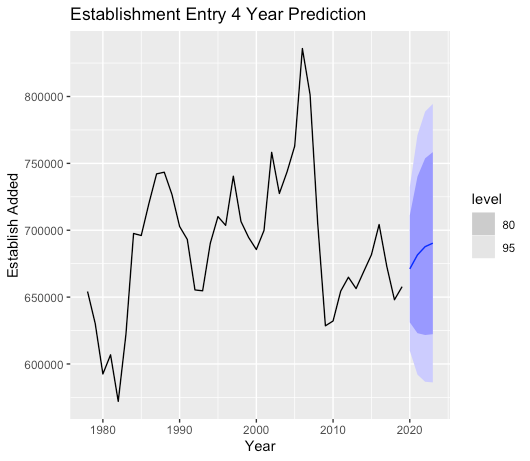 Establishment Entry 4 Year Prediction
Establish Added
800000
750000
700000
650000
600000
1980 1990 2000 2010 2020
Year
level
80
95